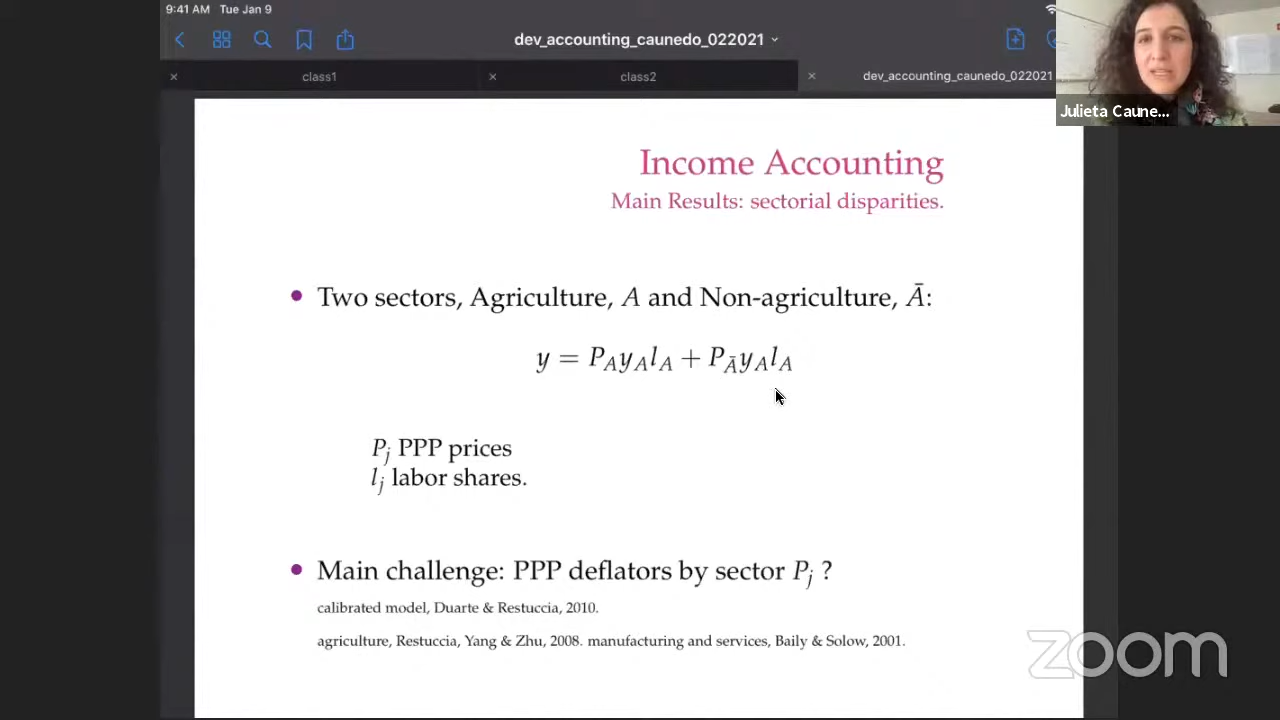 9:41 AM Tue Jan 9
dev_accounting_caunedo_022021
class1
class2
dev_accounting_caunedo_022021
Julieta Caune...
Income Accounting
Main Results: sectorial disparities.
• Two sectors, Agriculture, A and Non-agriculture, Ā:
y = P_A y_A l_A + P_Ā y_A l_A
P_j PPP prices
l_j labor shares.
• Main challenge: PPP deflators by sector P_j ?
calibrated model, Duarte & Restuccia, 2010.
agriculture, Restuccia, Yang & Zhu, 2008. manufacturing and services, Baily & Solow, 2001.
zoom